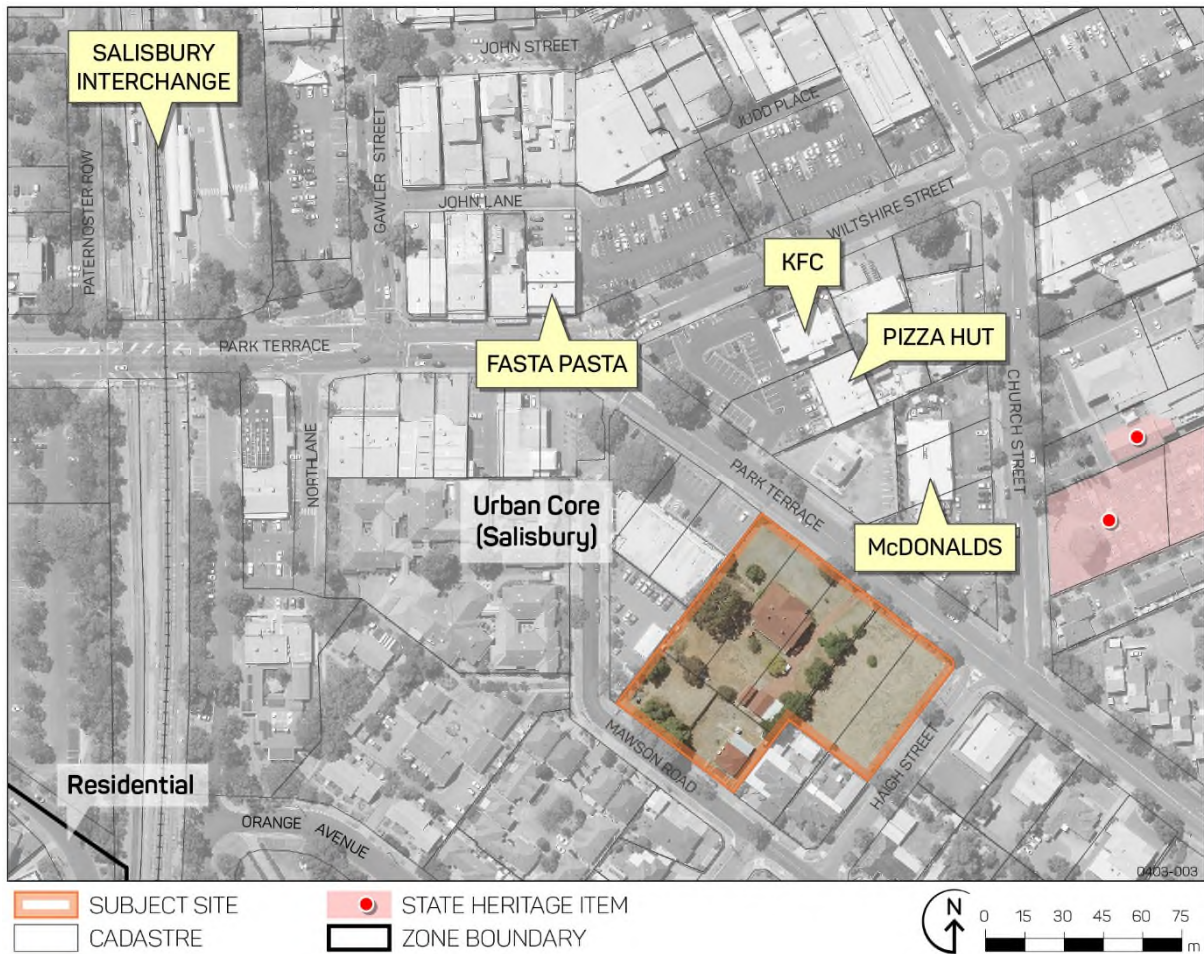 JOHN STREET
SALISBURY
INTERCHANGE
JUDD PLACE
GAWLER STREET
PATERNOSTER ROW
JOHN LANE
WILTSHIRE STREET
KFC
PIZZA HUT
PARK TERRACE
FASTA PASTA
CHURCH STREET
NORTH LANE
PARK TERRACE
Urban Core
(Salisbury)
McDONALDS
MAWSON ROAD
HAIGH STREET
Residential
ORANGE AVENUE
0403-003
SUBJECT SITE
STATE HERITAGE ITEM
CADASTRE
ZONE BOUNDARY
N
0 15 30 45 60 75
m